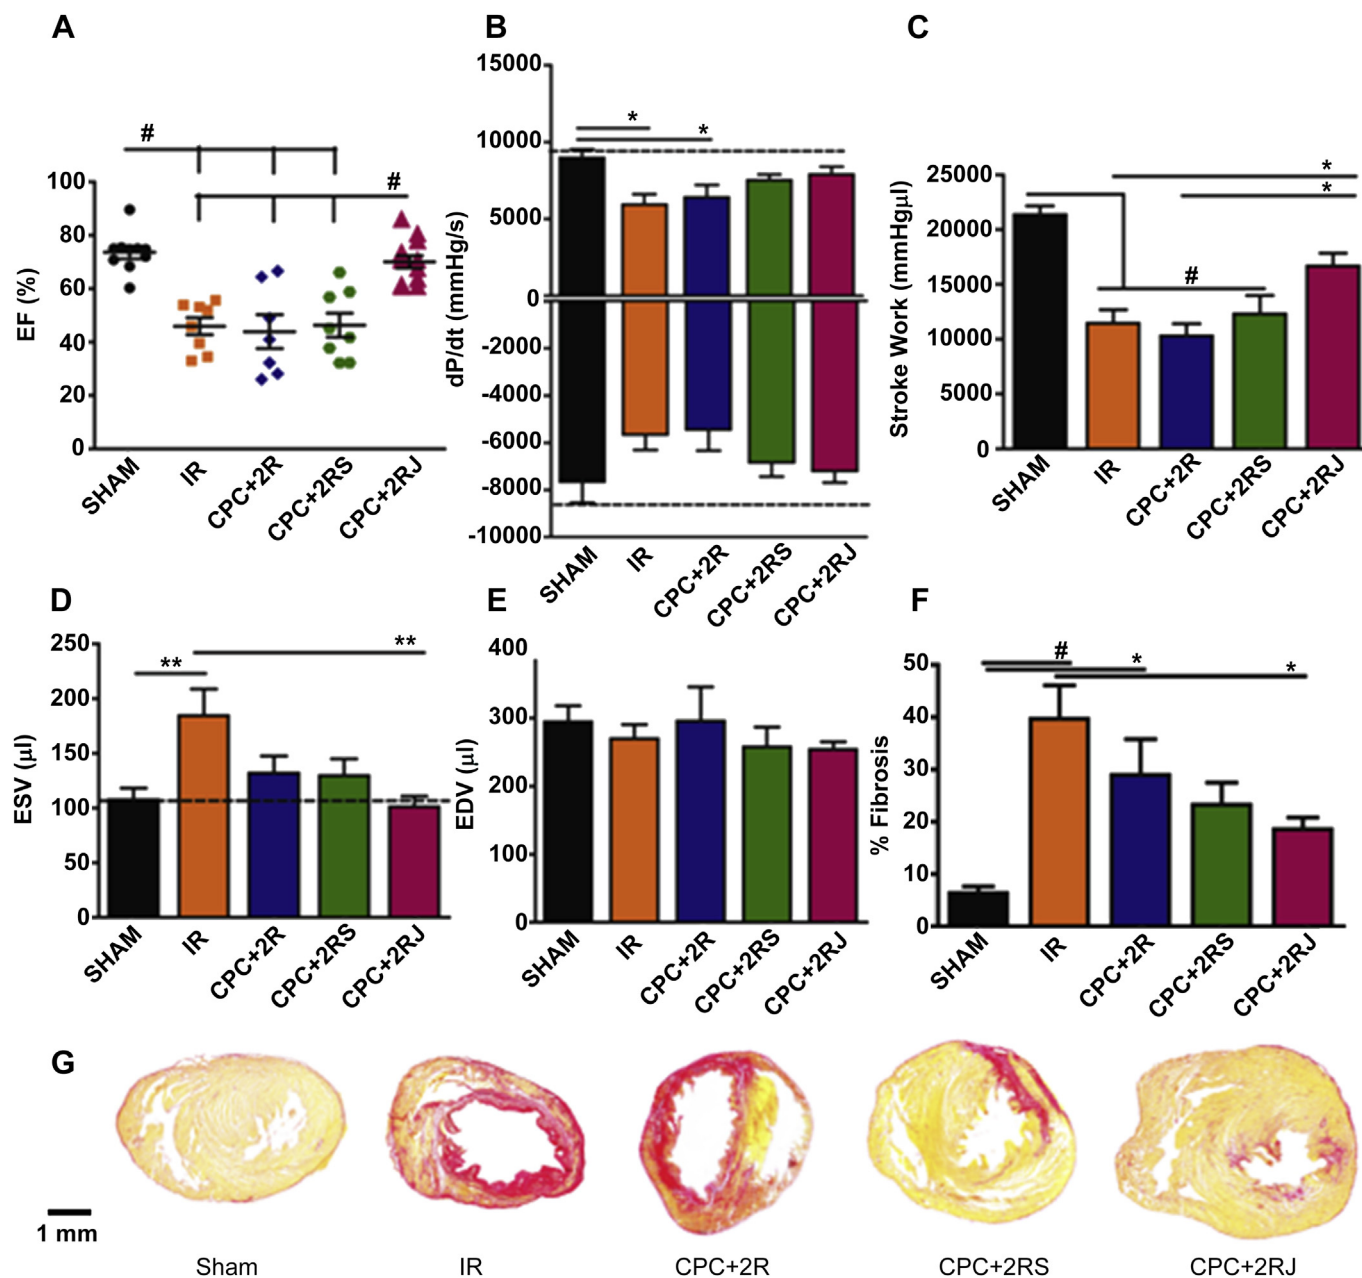 A
#
#
100
80
60
40
20
0
EF (%)
SHAM
IR
CPC+2R
CPC+2RS
CPC+2RJ
B
15000
10000
5000
0
-2000
-4000
-6000
-8000
-10000
dP/dt (mmHg/s)
*
*
SHAM
IR
CPC+2R
CPC+2RS
CPC+2RJ
C
25000
20000
15000
10000
5000
0
Stroke Work (mmHgµl)
*
*
#
SHAM
IR
CPC+2R
CPC+2RS
CPC+2RJ
D
250
200
150
100
50
0
ESV (µl)
**
**
SHAM
IR
CPC+2R
CPC+2RS
CPC+2RJ
E
400
300
200
100
0
EDV (µl)
SHAM
IR
CPC+2R
CPC+2RS
CPC+2RJ
F
50
40
30
20
10
0
% Fibrosis
#
*
*
SHAM
IR
CPC+2R
CPC+2RS
CPC+2RJ
G
1 mm
Sham
IR
CPC+2R
CPC+2RS
CPC+2RJ